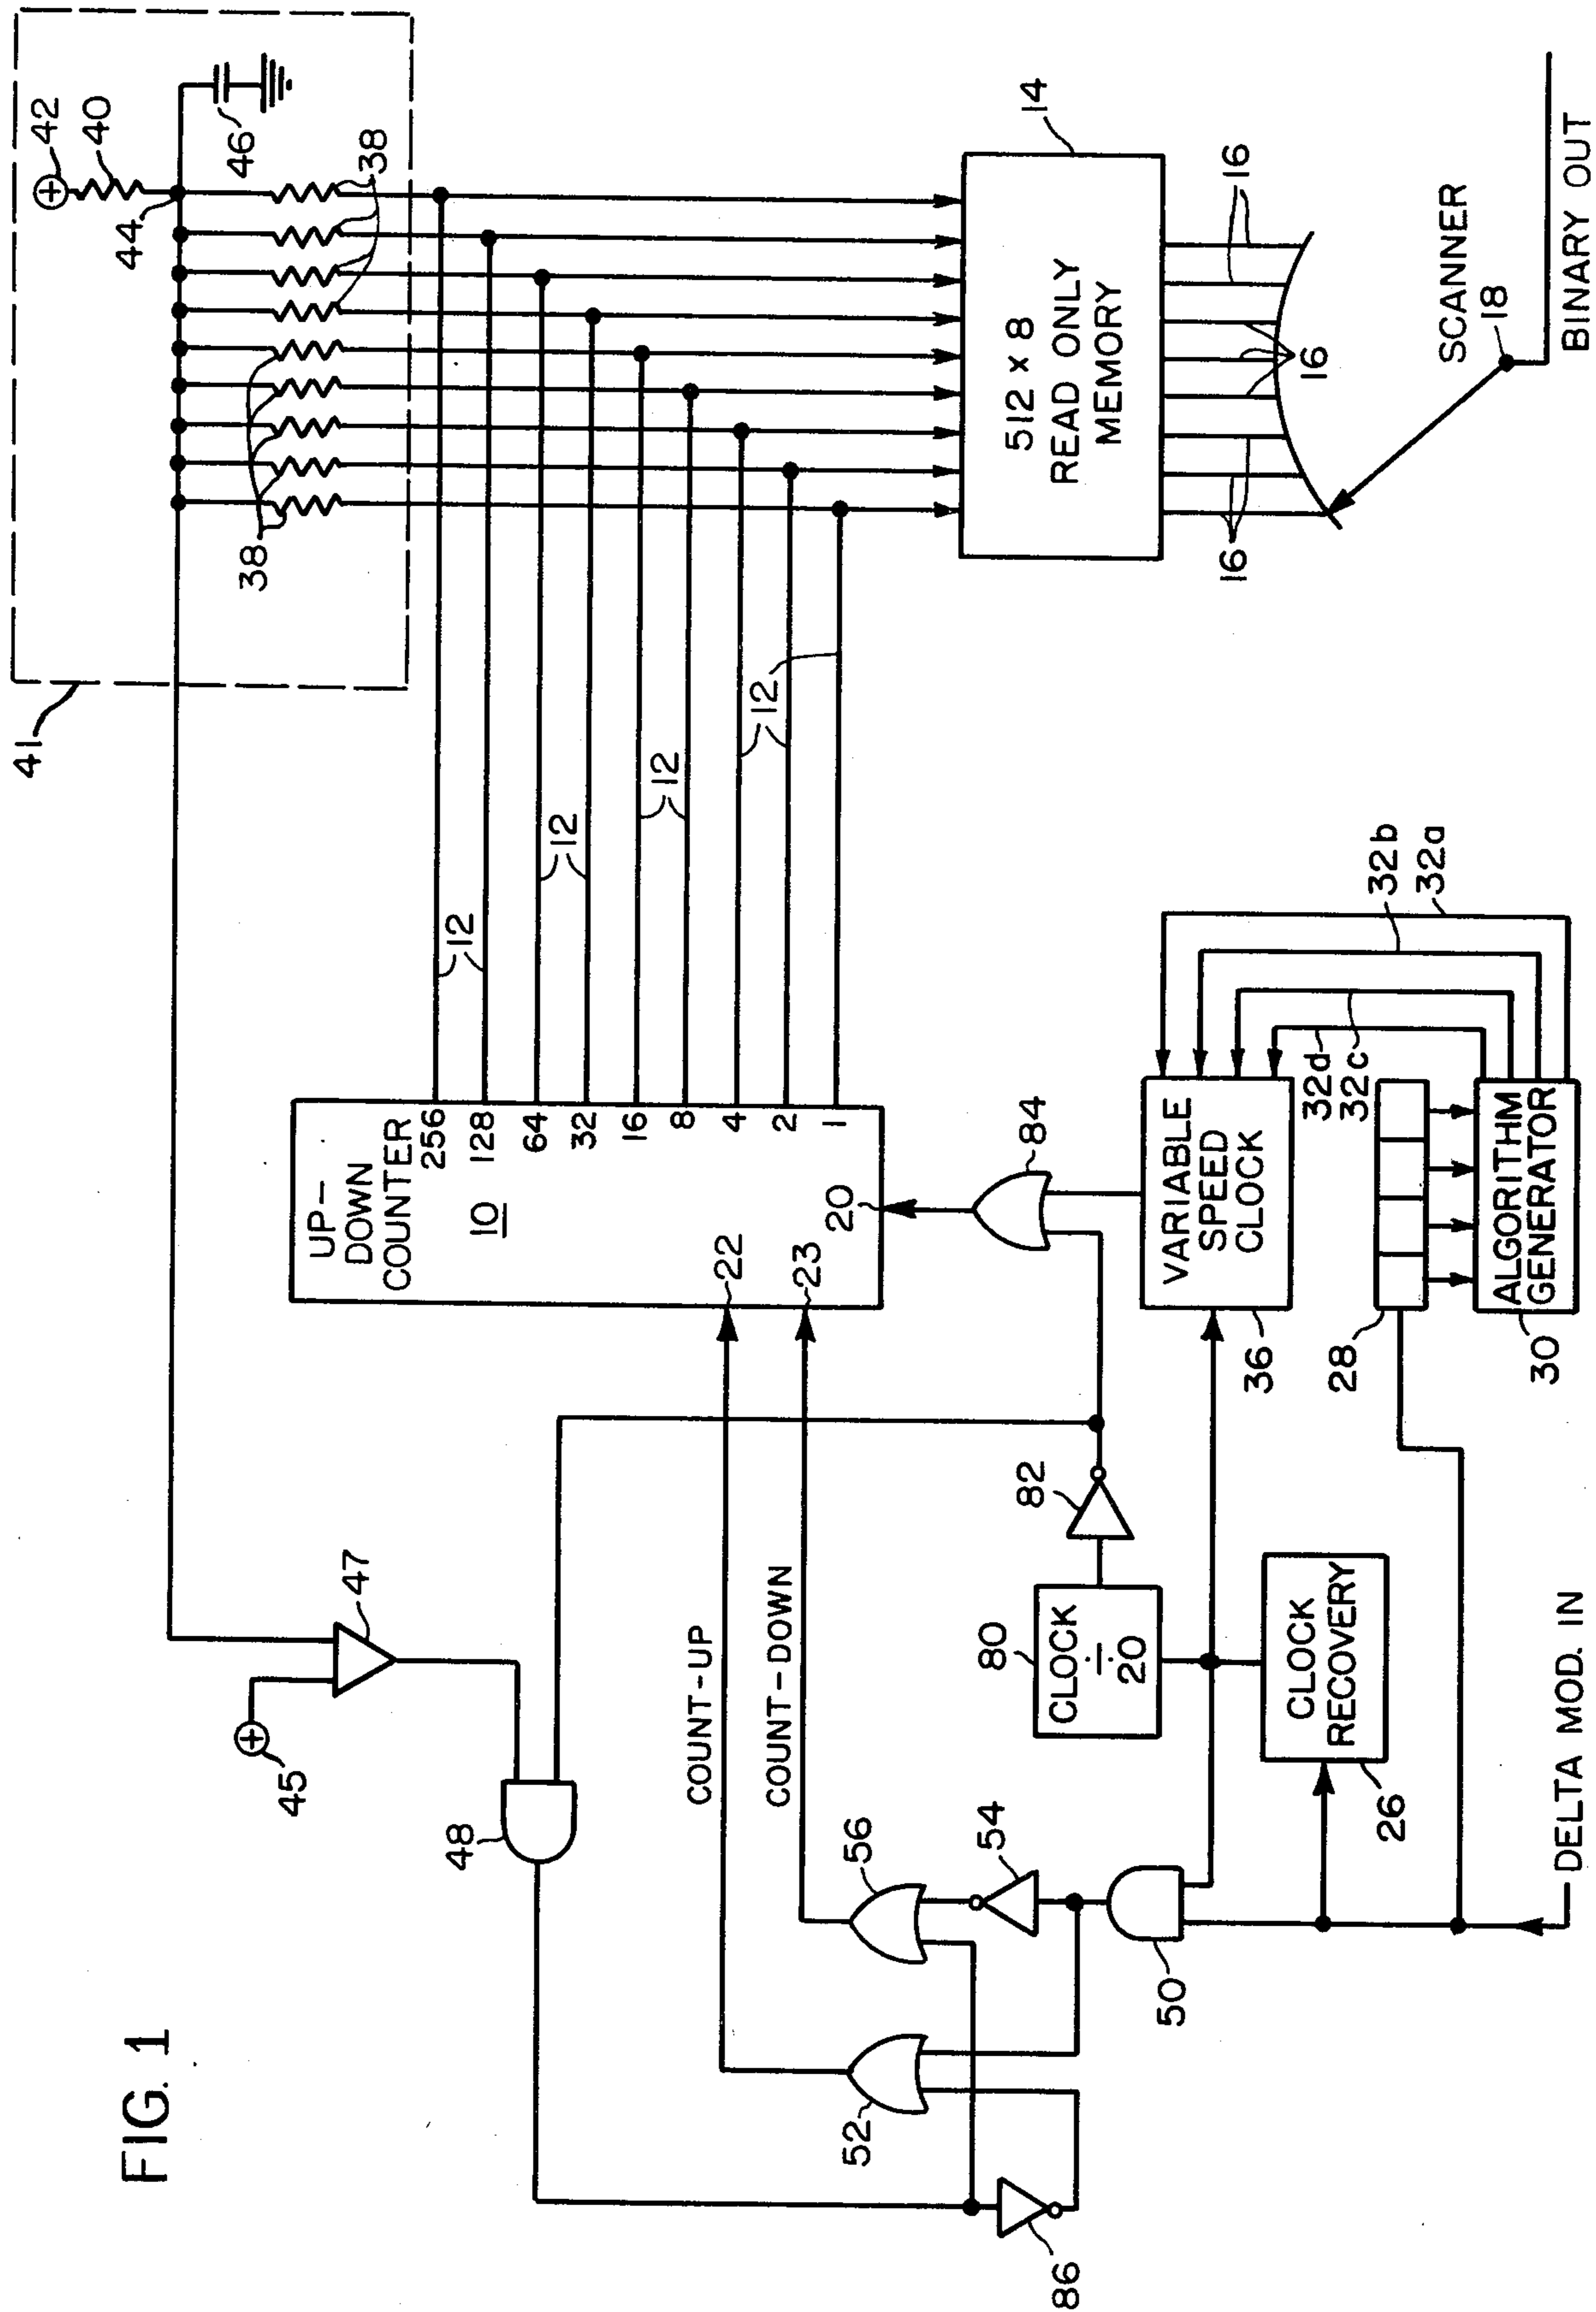 FIG. 1
41
42
40
44
46
38
38
45
47
48
UP-
DOWN
COUNTER
10
256
128
64
32
16
8
4
2
1
22
23
20
12
12
12
12
COUNT-UP
COUNT-DOWN
512 x 8
READ ONLY
MEMORY
14
16
16
16
SCANNER
18
BINARY OUT
84
82
80
CLOCK
÷
20
VARIABLE
SPEED
CLOCK
36
32d
32c
32b
32a
28
ALGORITHM
GENERATOR
30
CLOCK
RECOVERY
26
56
54
52
50
86
DELTA MOD. IN